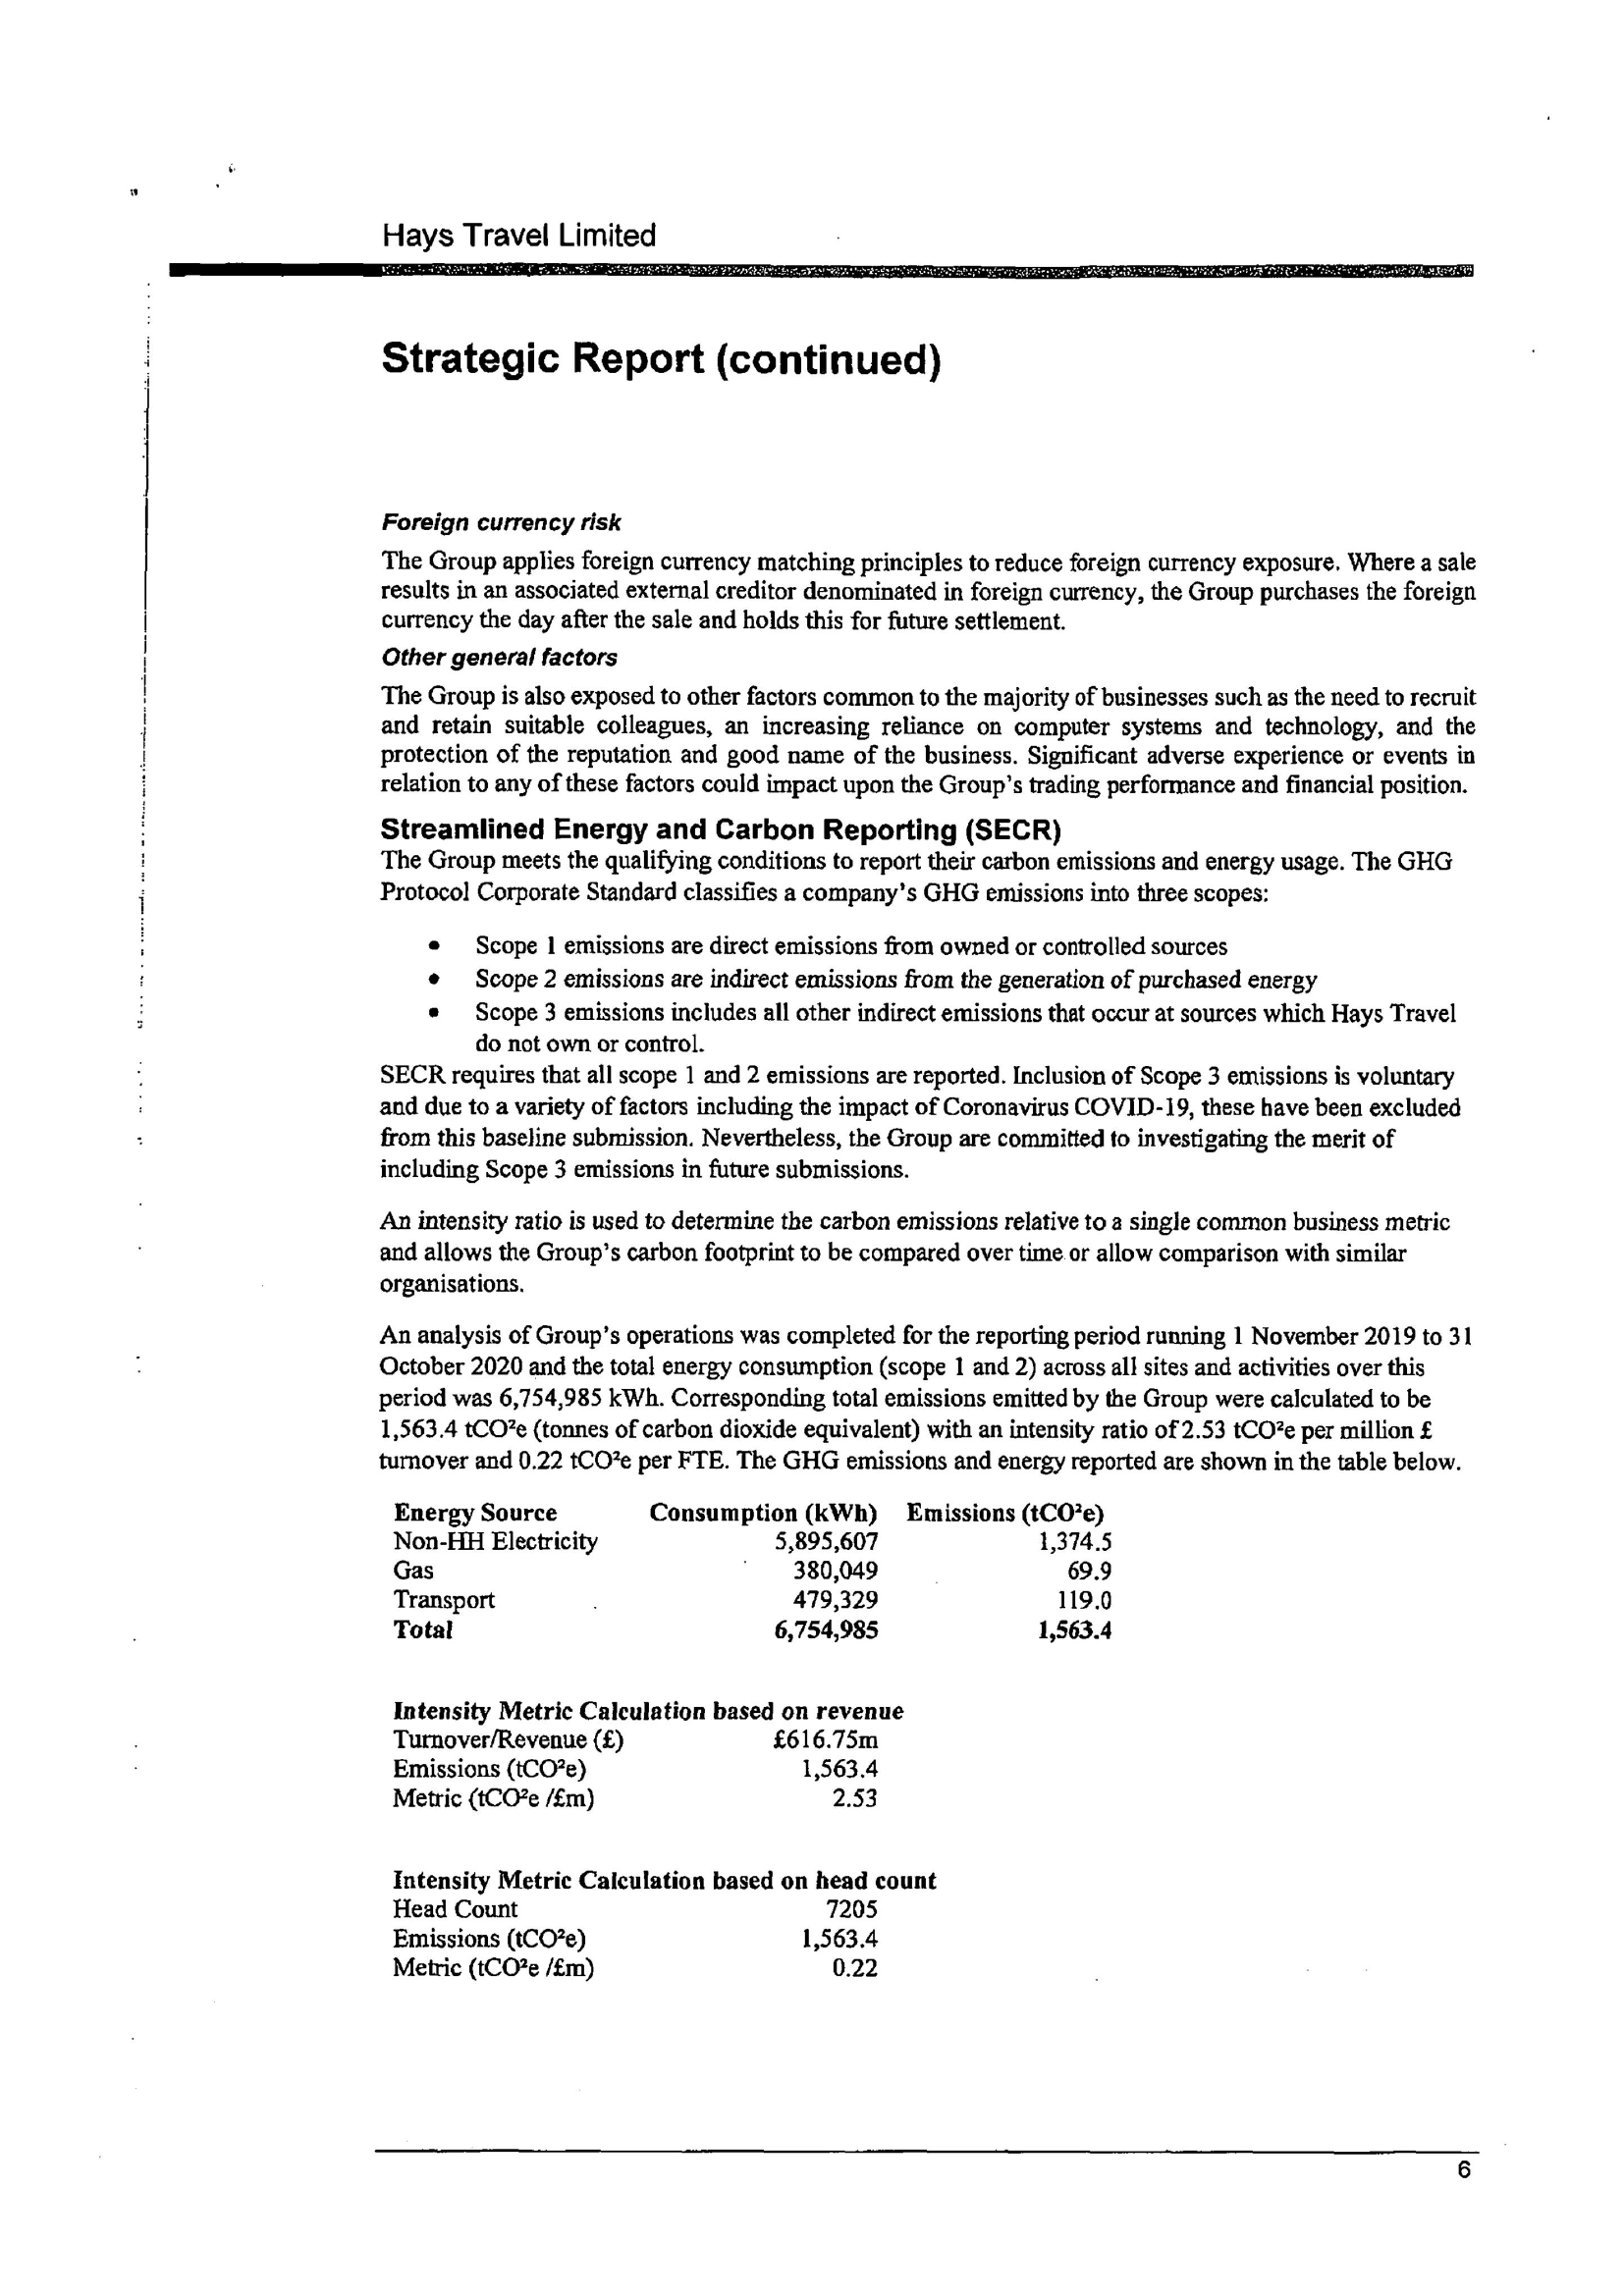 Hays Travel Limited
Strategic Report (continued)
Foreign currency risk
The Group applies foreign currency matching principles to reduce foreign currency exposure. Where a sale
results in an associated external creditor denominated in foreign currency, the Group purchases the foreign
currency the day after the sale and holds this for future settlement.
Other general factors
The Group is also exposed to other factors common to the majority of businesses such as the need to recruit
and retain suitable colleagues, an increasing reliance on computer systems and technology, and the
protection of the reputation and good name of the business. Significant adverse experience or events in
relation to any of these factors could impact upon the Group's trading performance and financial position.
Streamlined Energy and Carbon Reporting (SECR)
The Group meets the qualifying conditions to report their carbon emissions and energy usage. The GHG
Protocol Corporate Standard classifies a company's GHG emissions into three scopes:
• Scope 1 emissions are direct emissions from owned or controlled sources
• Scope 2 emissions are indirect emissions from the generation of purchased energy
• Scope 3 emissions includes all other indirect emissions that occur at sources which Hays Travel
do not own or control.
SECR requires that all scope 1 and 2 emissions are reported. Inclusion of Scope 3 emissions is voluntary
and due to a variety of factors including the impact of Coronavirus COVID-19, these have been excluded
from this baseline submission. Nevertheless, the Group are committed to investigating the merit of
including Scope 3 emissions in future submissions.
An intensity ratio is used to determine the carbon emissions relative to a single common business metric
and allows the Group's carbon footprint to be compared over time or allow comparison with similar
organisations.
An analysis of Group's operations was completed for the reporting period running 1 November 2019 to 31
October 2020 and the total energy consumption (scope 1 and 2) across all sites and activities over this
period was 6,754,985 kWh. Corresponding total emissions emitted by the Group were calculated to be
1,563.4 tCO²e (tonnes of carbon dioxide equivalent) with an intensity ratio of 2.53 tCO²e per million £
turnover and 0.22 tCO²e per FTE. The GHG emissions and energy reported are shown in the table below.
Energy Source Consumption (kWh) Emissions (tCO²e)
Non-HH Electricity 5,895,607 1,374.5
Gas 380,049 69.9
Transport 479,329 119.0
Total 6,754,985 1,563.4
Intensity Metric Calculation based on revenue
Turnover/Revenue (£) £616.75m
Emissions (tCO²e) 1,563.4
Metric (tCO²e /£m) 2.53
Intensity Metric Calculation based on head count
Head Count 7205
Emissions (tCO²e) 1,563.4
Metric (tCO²e /£m) 0.22
6